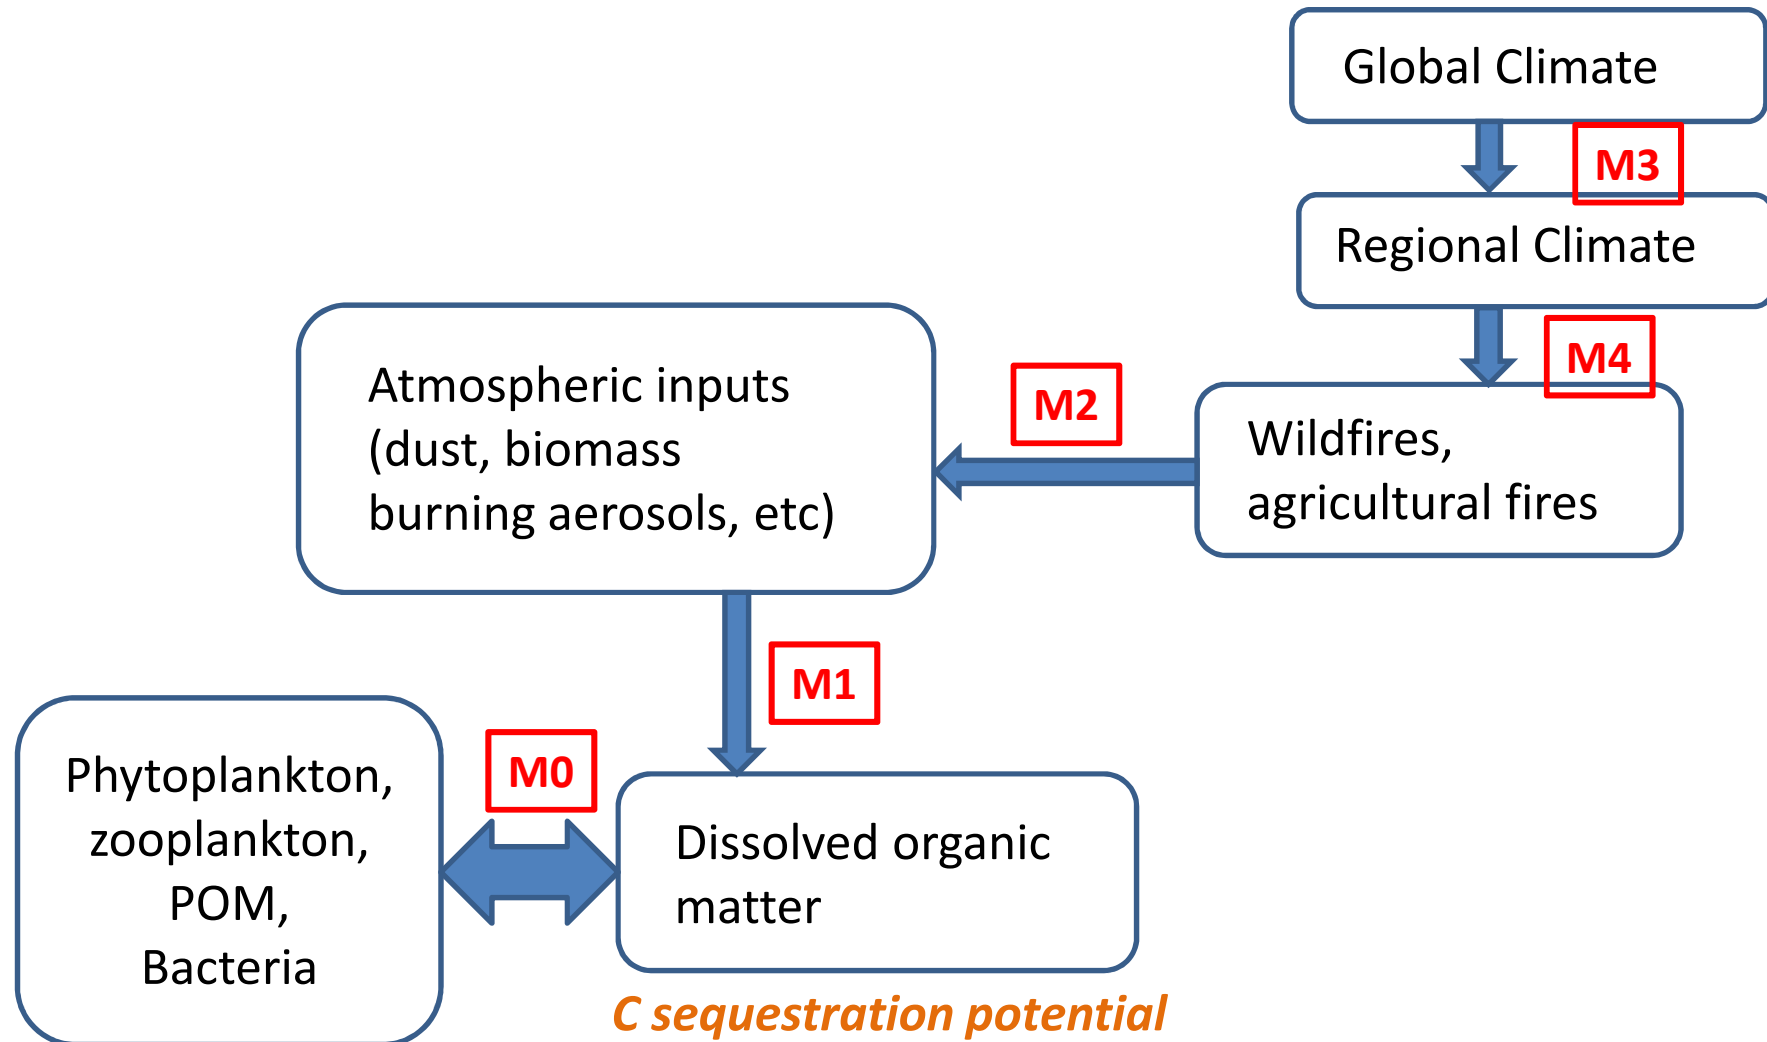 Global Climate
M3
Regional Climate
M4
Wildfires,
agricultural fires
M2
Atmospheric inputs
(dust, biomass
burning aerosols, etc)
M1
M0
Phytoplankton,
zooplankton,
POM,
Bacteria
Dissolved organic
matter
C sequestration potential